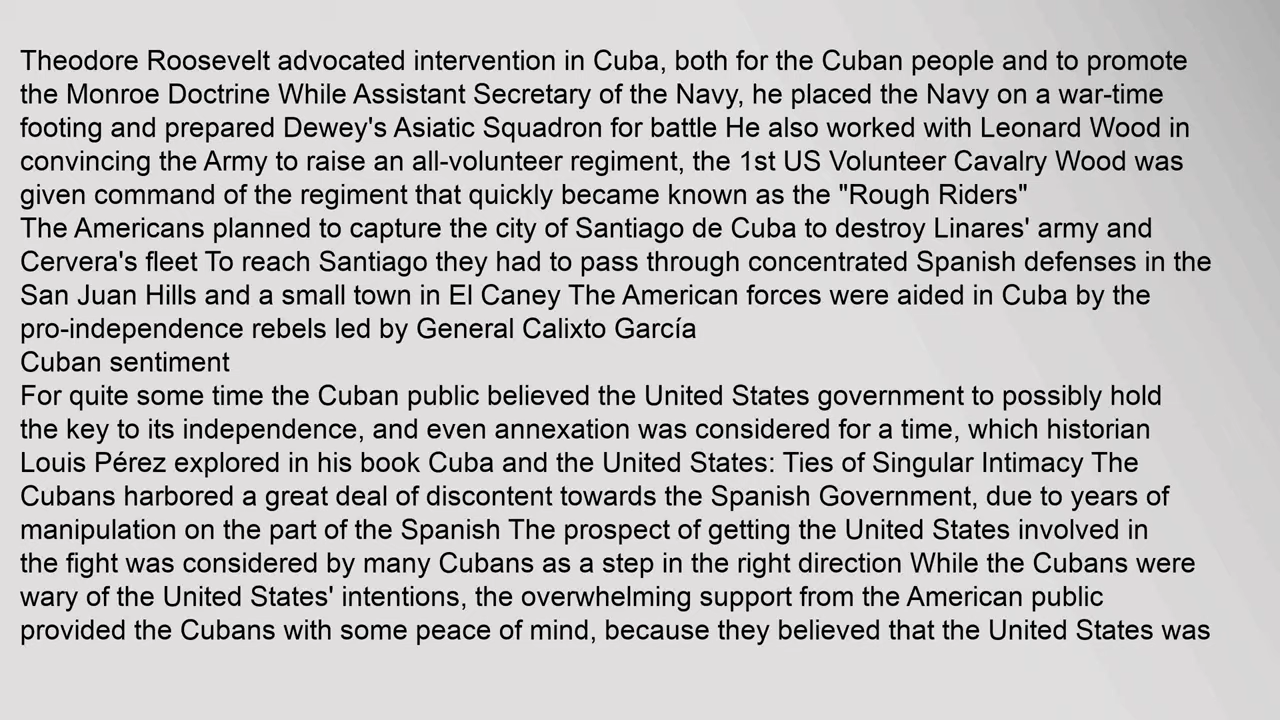 Theodore Roosevelt advocated intervention in Cuba, both for the Cuban people and to promote
the Monroe Doctrine While Assistant Secretary of the Navy, he placed the Navy on a war-time
footing and prepared Dewey's Asiatic Squadron for battle He also worked with Leonard Wood in
convincing the Army to raise an all-volunteer regiment, the 1st US Volunteer Cavalry Wood was
given command of the regiment that quickly became known as the "Rough Riders"
The Americans planned to capture the city of Santiago de Cuba to destroy Linares' army and
Cervera's fleet To reach Santiago they had to pass through concentrated Spanish defenses in the
San Juan Hills and a small town in El Caney The American forces were aided in Cuba by the
pro-independence rebels led by General Calixto García
Cuban sentiment
For quite some time the Cuban public believed the United States government to possibly hold
the key to its independence, and even annexation was considered for a time, which historian
Louis Pérez explored in his book Cuba and the United States: Ties of Singular Intimacy The
Cubans harbored a great deal of discontent towards the Spanish Government, due to years of
manipulation on the part of the Spanish The prospect of getting the United States involved in
the fight was considered by many Cubans as a step in the right direction While the Cubans were
wary of the United States' intentions, the overwhelming support from the American public
provided the Cubans with some peace of mind, because they believed that the United States was